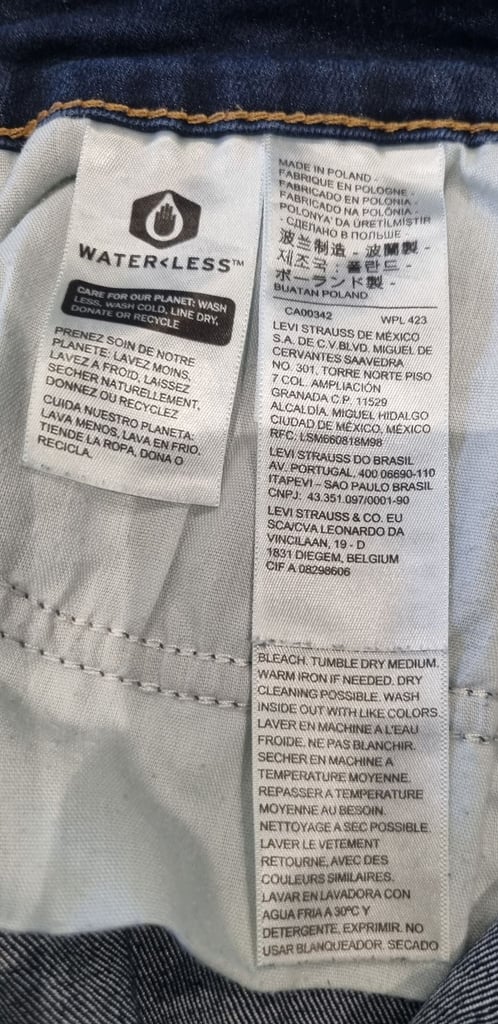 WATER<LESS™
CARE FOR OUR PLANET: WASH
LESS, WASH COLD, LINE DRY,
DONATE OR RECYCLE
PRENEZ SOIN DE NOTRE
PLANETE: LAVEZ MOINS,
LAVEZ A FROID, LAISSEZ
SECHER NATURELLEMENT,
DONNEZ OU RECYCLEZ
CUIDA NUESTRO PLANETA:
LAVA MENOS, LAVA EN FRIO,
TIENDE LA ROPA, DONA O
RECICLA.
MADE IN POLAND -
FABRIQUE EN POLOGNE -
FABRICADO EN POLONIA -
FABRICADO NA POLÔNIA -
POLONYA' DA ÜRETİLMİŞTİR
- СДЕЛАНО В ПОЛЬШЕ -
波兰制造 - 波蘭製 -
제조국 : 폴란드 -
ポーランド製 -
BUATAN POLAND
CA00342 WPL 423
LEVI STRAUSS DE MÉXICO
S.A. DE C.V.BLVD. MIGUEL DE
CERVANTES SAAVEDRA
NO. 301, TORRE NORTE PISO
7 COL. AMPLIACIÓN
GRANADA C.P. 11529
ALCALDÍA. MIGUEL HIDALGO
CIUDAD DE MÉXICO, MÉXICO
RFC: LSM660818M98
LEVI STRAUSS DO BRASIL
AV. PORTUGAL, 400 06690-110
ITAPEVI – SAO PAULO BRASIL
CNPJ: 43.351.097/0001-90
LEVI STRAUSS & CO. EU
SCA/CVA LEONARDO DA
VINCILAAN, 19 - D
1831 DIEGEM, BELGIUM
CIF A 08298606
BLEACH. TUMBLE DRY MEDIUM.
WARM IRON IF NEEDED. DRY
CLEANING POSSIBLE. WASH
INSIDE OUT WITH LIKE COLORS.
LAVER EN MACHINE A L'EAU
FROIDE. NE PAS BLANCHIR.
SECHER EN MACHINE A
TEMPERATURE MOYENNE.
REPASSER A TEMPERATURE
MOYENNE AU BESOIN.
NETTOYAGE A SEC POSSIBLE.
LAVER LE VETEMENT
RETOURNE, AVEC DES
COULEURS SIMILAIRES.
LAVAR EN LAVADORA CON
AGUA FRIA A 30ºC Y
DETERGENTE, EXPRIMIR. NO
USAR BLANQUEADOR. SECADO